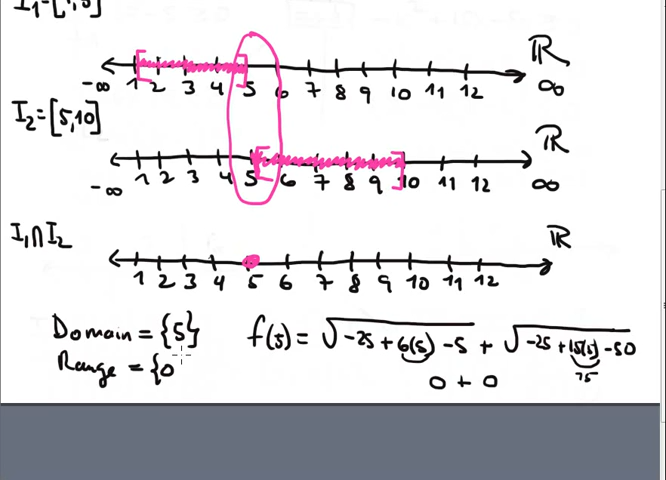 I₁=[1,5]
-∞ 1 2 3 4 5 6 7 8 9 10 11 12 ℝ ∞
I₂=[5,10]
-∞ 1 2 3 4 5 6 7 8 9 10 11 12 ℝ ∞
I₁∩I₂
1 2 3 4 5 6 7 8 9 10 11 12 ℝ
Domain = {5} f(5) = √-25 + 6(5) -5 + √-25 + 15(5) -50
75
Range = {0 0 + 0